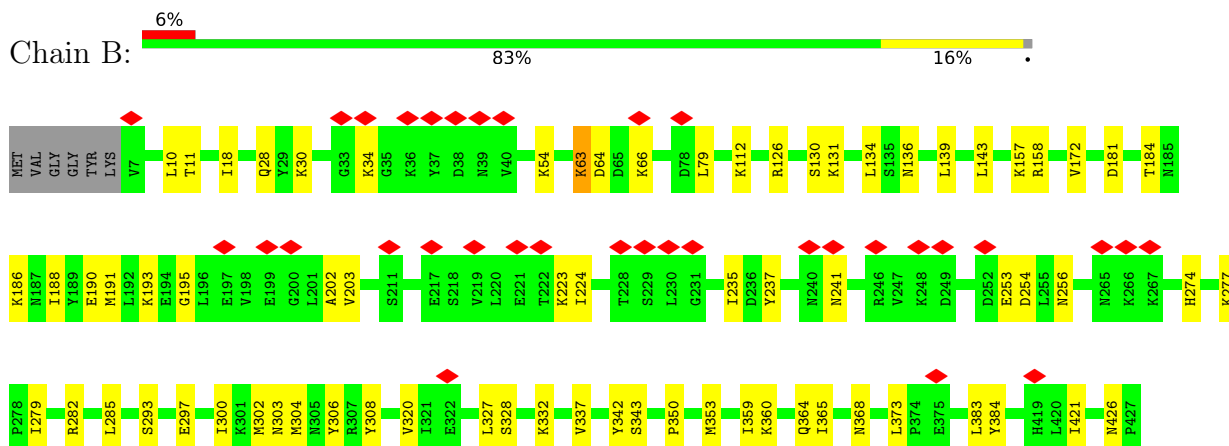 6%
Chain B:
83% 16% •
MET VAL GLY GLY TYR LYS V7 L10 T11 I18 Q28 Y29 K30 G33 K34 G35 K36 Y37 D38 N39 V40 K54 K63 D64 D65 K66 D78 L79 K112 R126 S130 K131 L134 S135 N136 L139 L143 K157 R158 V172 D181 T184 N185
K186 N187 I188 Y189 E190 M191 L192 K193 E194 G195 L196 E197 V198 E199 G200 L201 A202 V203 S211 E217 S218 V219 L220 E221 T222 K223 I224 T228 S229 L230 G231 I235 D236 Y237 N240 N241 R246 V247 K248 D249 D252 E253 D254 L255 N256 N265 K266 K267 H274 K277
P278 I279 R282 L285 S293 E297 I300 K301 M302 N303 M304 N305 Y306 R307 Y308 V320 I321 E322 L327 S328 K332 V337 Y342 S343 P350 M353 I359 K360 Q364 I365 N368 L373 P374 E375 L383 Y384 H419 L420 I421 N426 P427